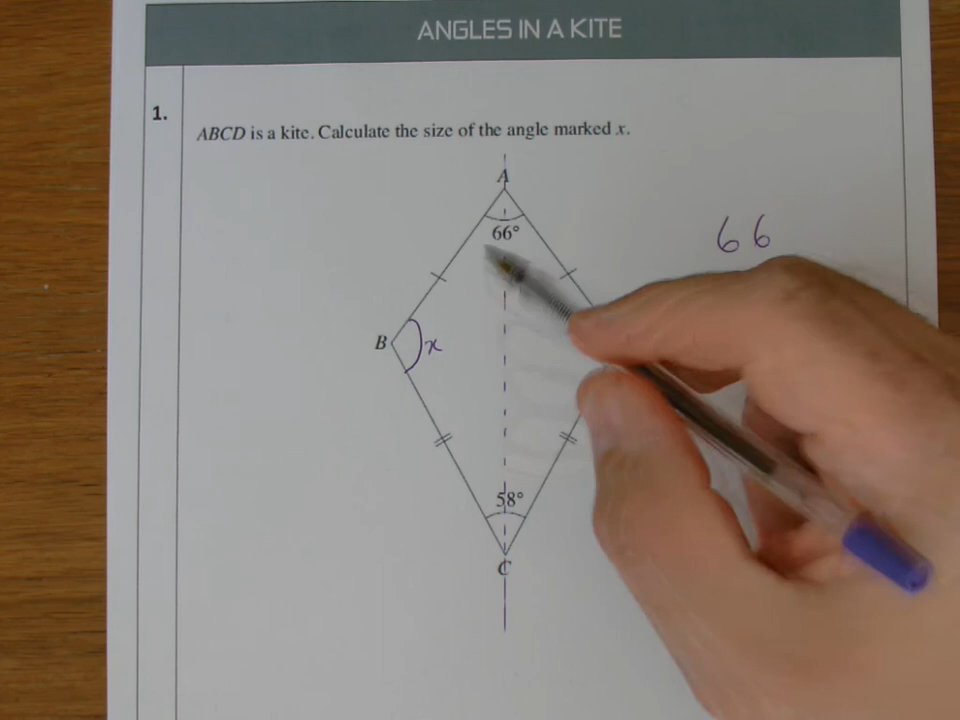 ANGLES IN A KITE
1.
ABCD is a kite. Calculate the size of the angle marked x.
A
66°
66
B
x
58°
C